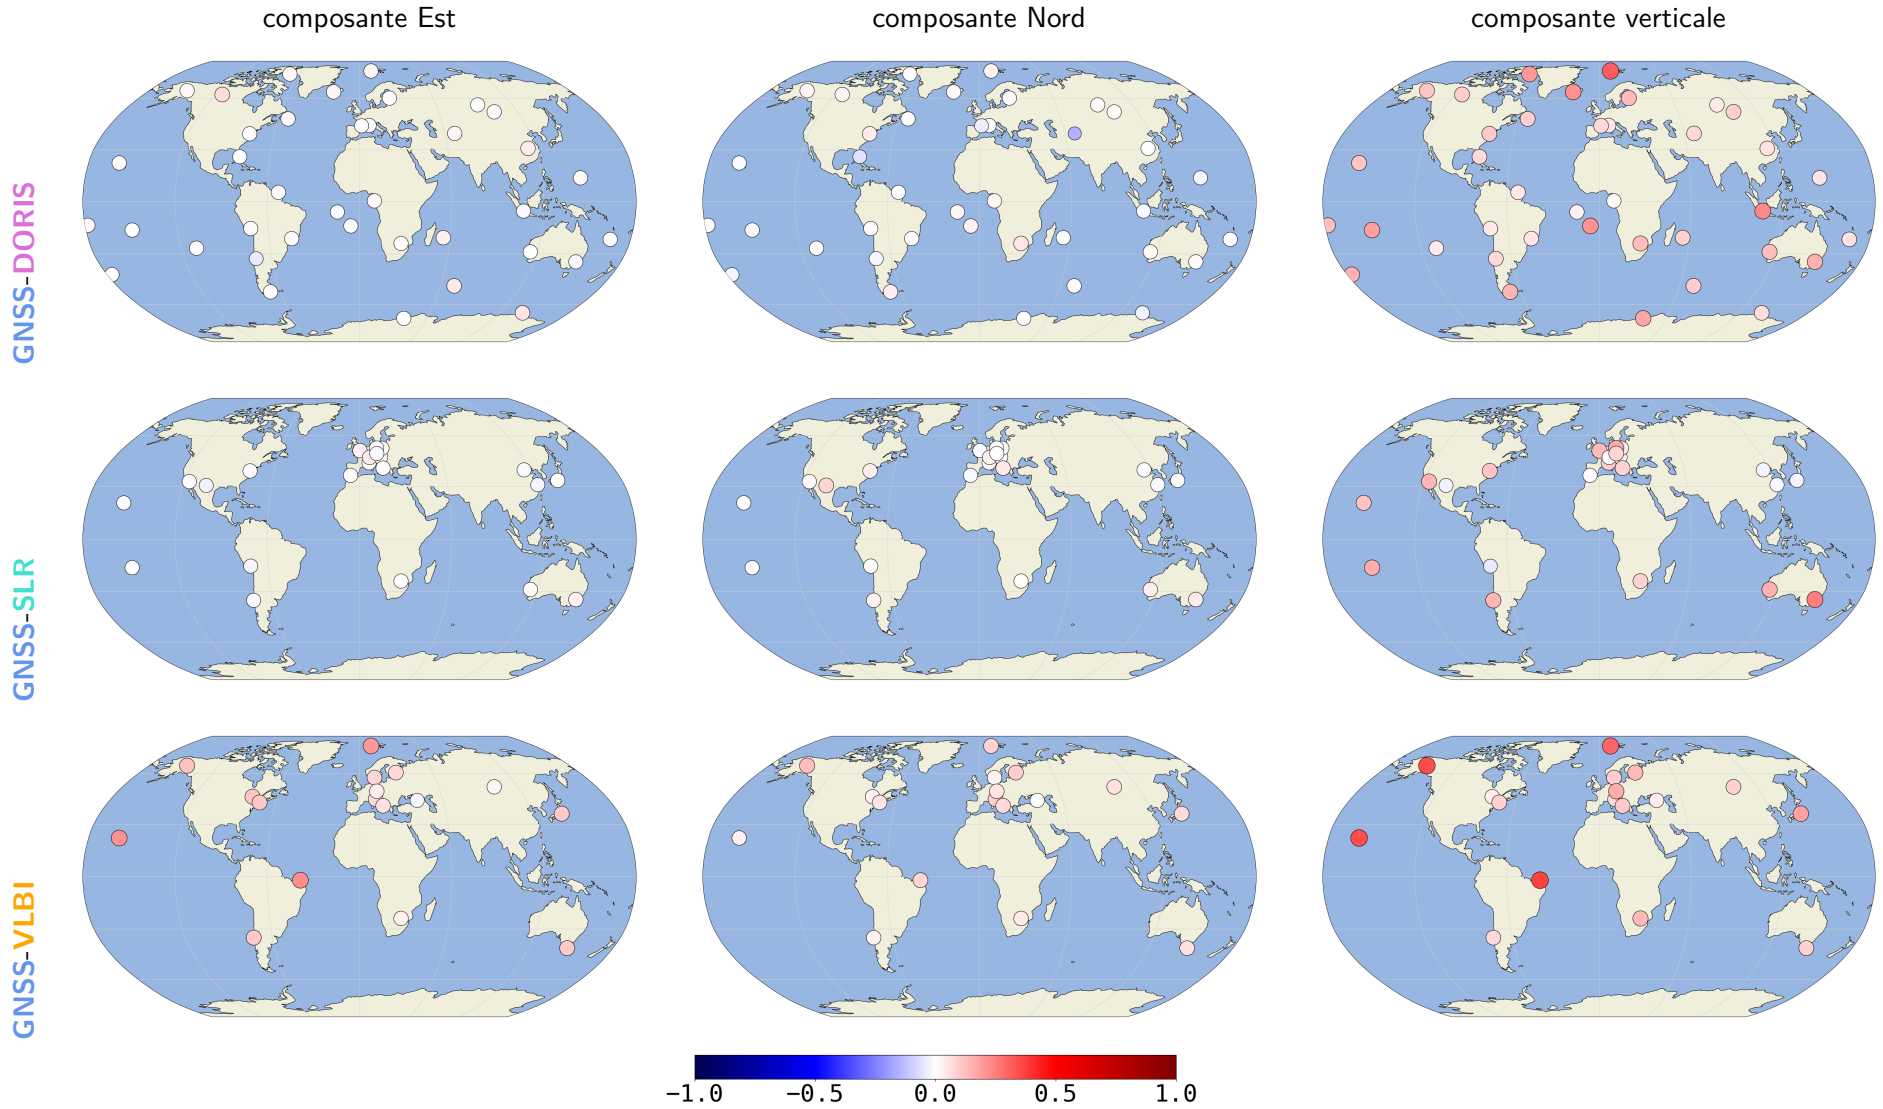 composante Est
composante Nord
composante verticale
GNSS-DORIS
GNSS-SLR
GNSS-VLBI
−1.0
−0.5
0.0
0.5
1.0